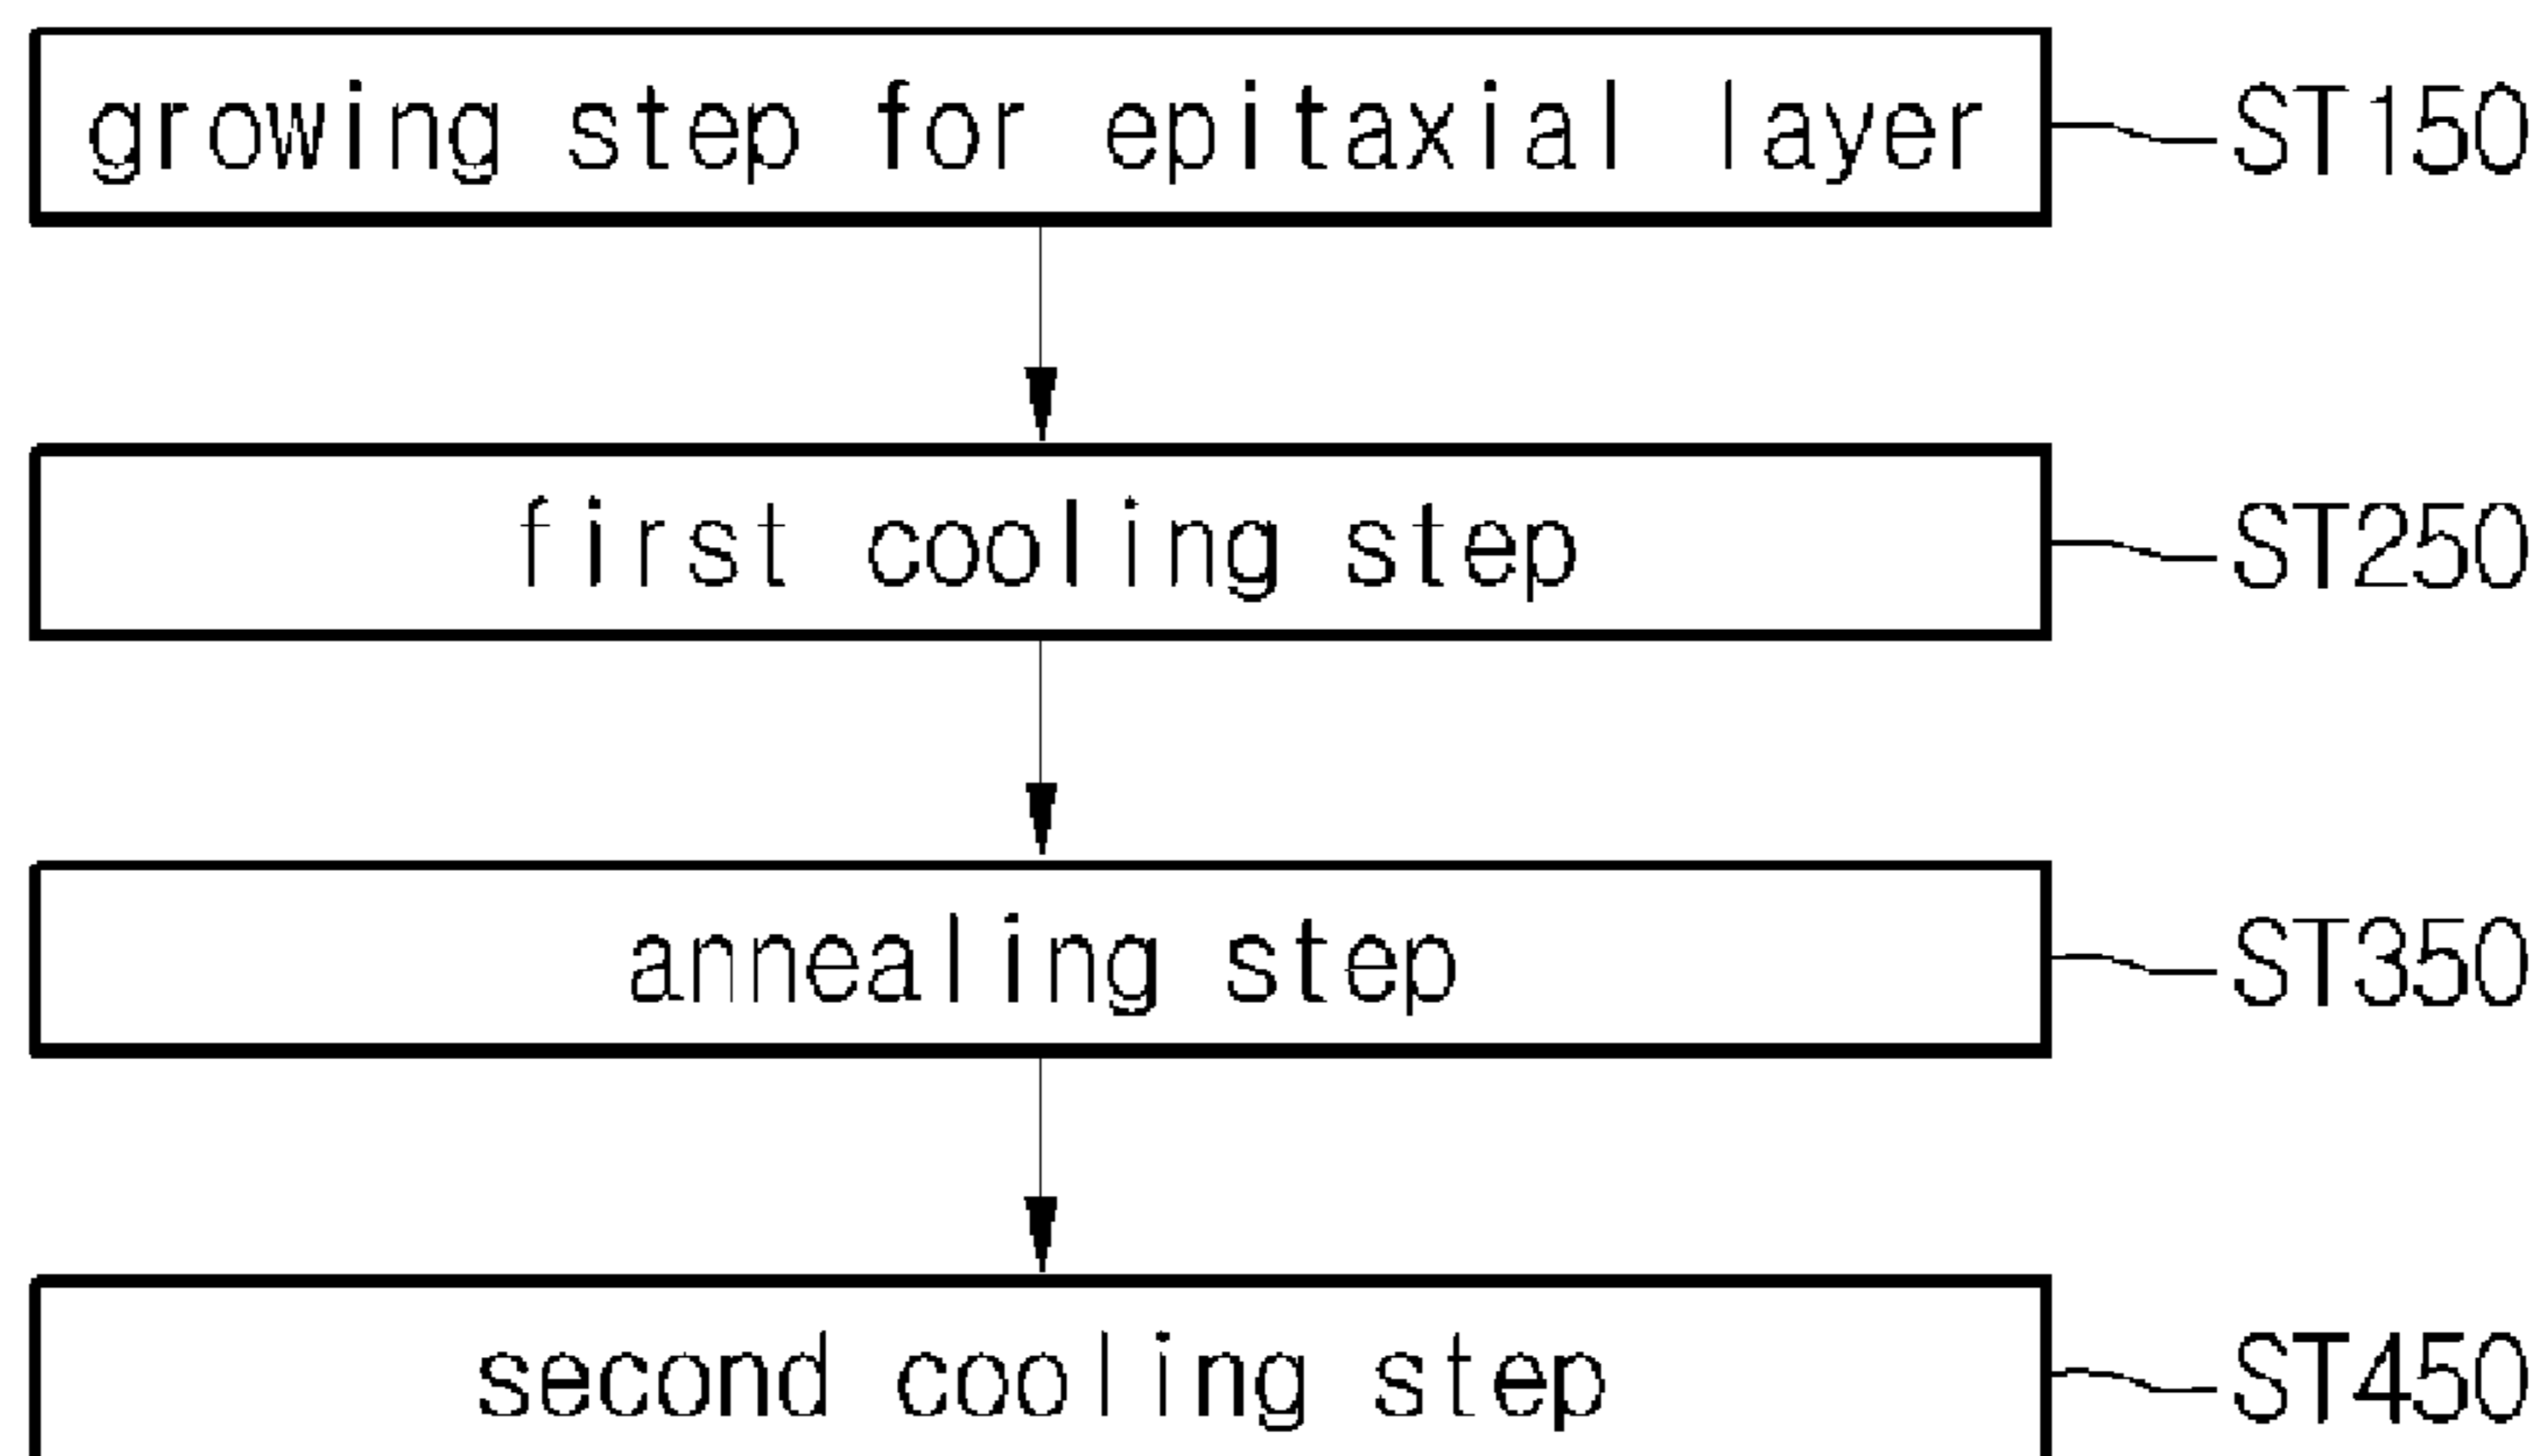 growing step for epitaxial layer ST150
first cooling step ST250
annealing step ST350
second cooling step ST450